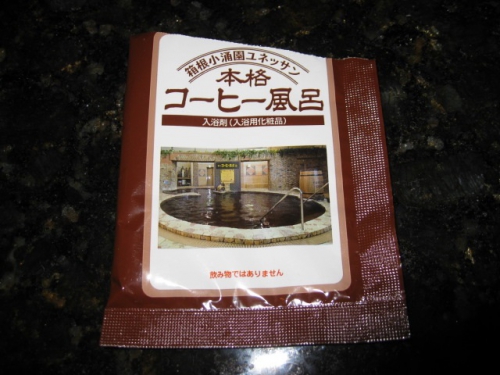 箱根小涌園ユネッサン
本格
コーヒー風呂
入浴剤(入浴用化粧品)
飲み物ではありません